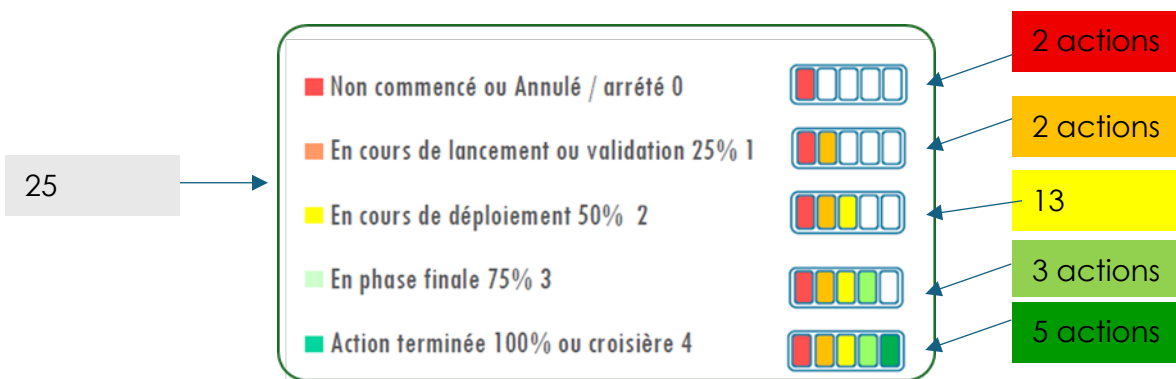 2 actions
Non commencé ou Annulé / arrété 0
En cours de lancement ou validation 25% 1
2 actions
25
En cours de déploiement 50% 2
13
En phase finale 75% 3
3 actions
Action terminée 100% ou croisière 4
5 actions